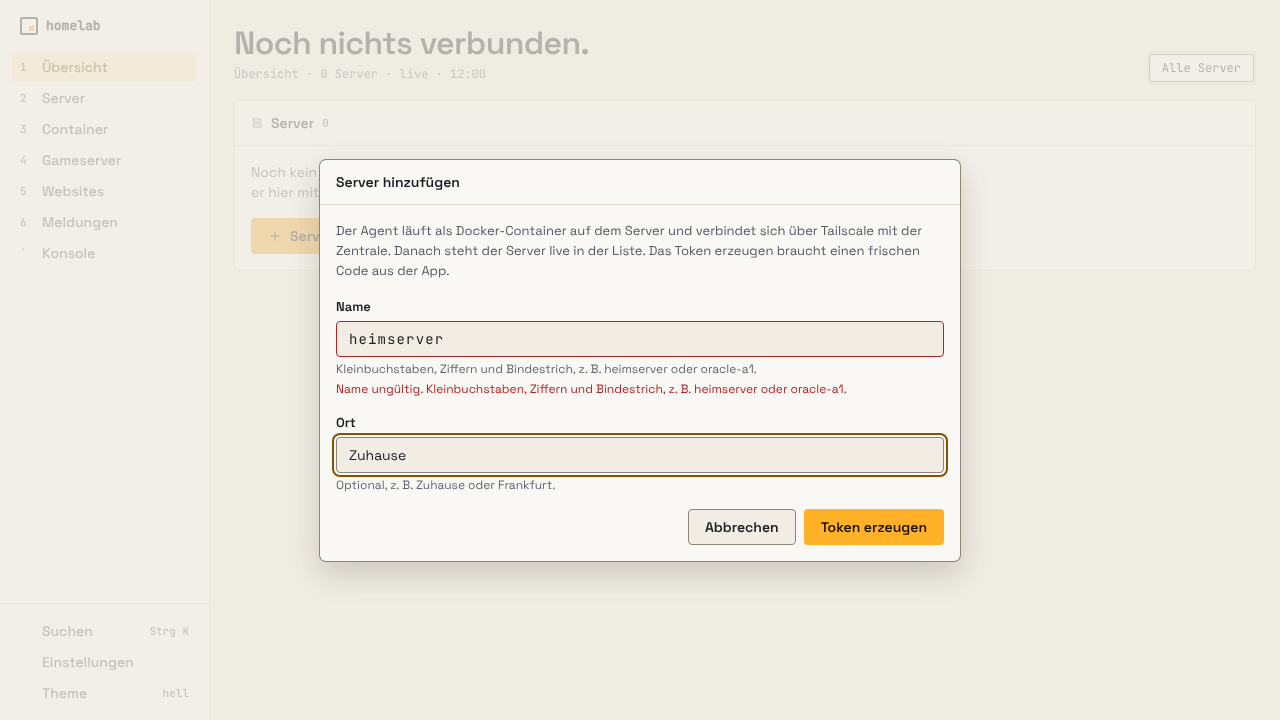 homelab
1 Übersicht
2 Server
3 Container
4 Gameserver
5 Websites
6 Meldungen
` Konsole
Suchen Strg K
Einstellungen
Theme hell
Noch nichts verbunden.
Übersicht · 0 Server · live · 12:00
Alle Server
Server 0
Noch kein
er hier mit
+ Serv
Server hinzufügen
Der Agent läuft als Docker-Container auf dem Server und verbindet sich über Tailscale mit der
Zentrale. Danach steht der Server live in der Liste. Das Token erzeugen braucht einen frischen
Code aus der App.
Name
heimserver
Kleinbuchstaben, Ziffern und Bindestrich, z. B. heimserver oder oracle-a1.
Name ungültig. Kleinbuchstaben, Ziffern und Bindestrich, z. B. heimserver oder oracle-a1.
Ort
Zuhause
Optional, z. B. Zuhause oder Frankfurt.
Abbrechen
Token erzeugen